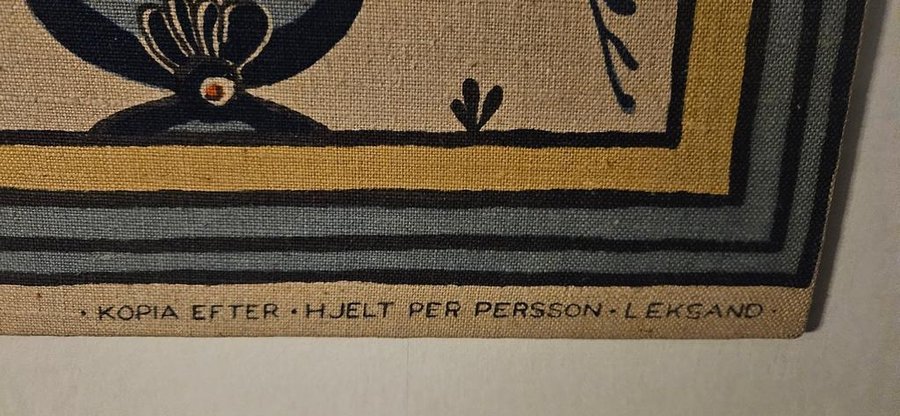 · KOPIA EFTER · HJELT PER PERSSON · LEKSAND ·